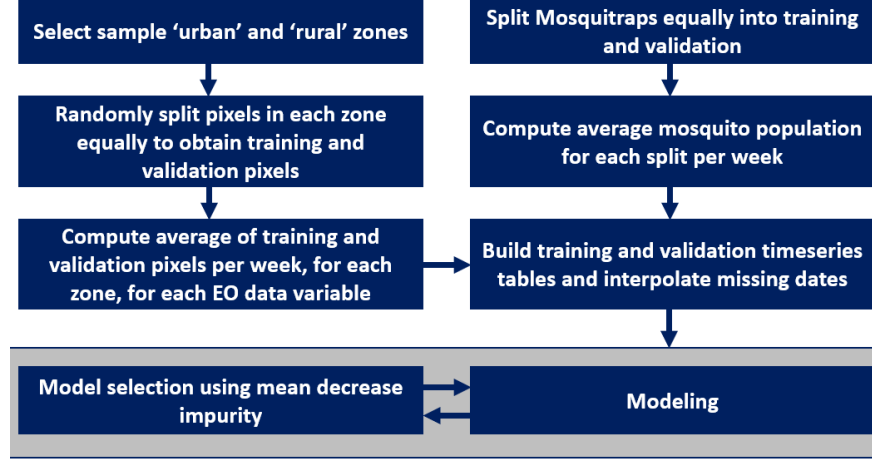 Select sample ‘urban’ and ‘rural’ zones
Randomly split pixels in each zone
equally to obtain training and
validation pixels
Compute average of training and
validation pixels per week, for each
zone, for each EO data variable
Split Mosquitraps equally into training
and validation
Compute average mosquito population
for each split per week
Build training and validation timeseries
tables and interpolate missing dates
Model selection using mean decrease
impurity
Modeling